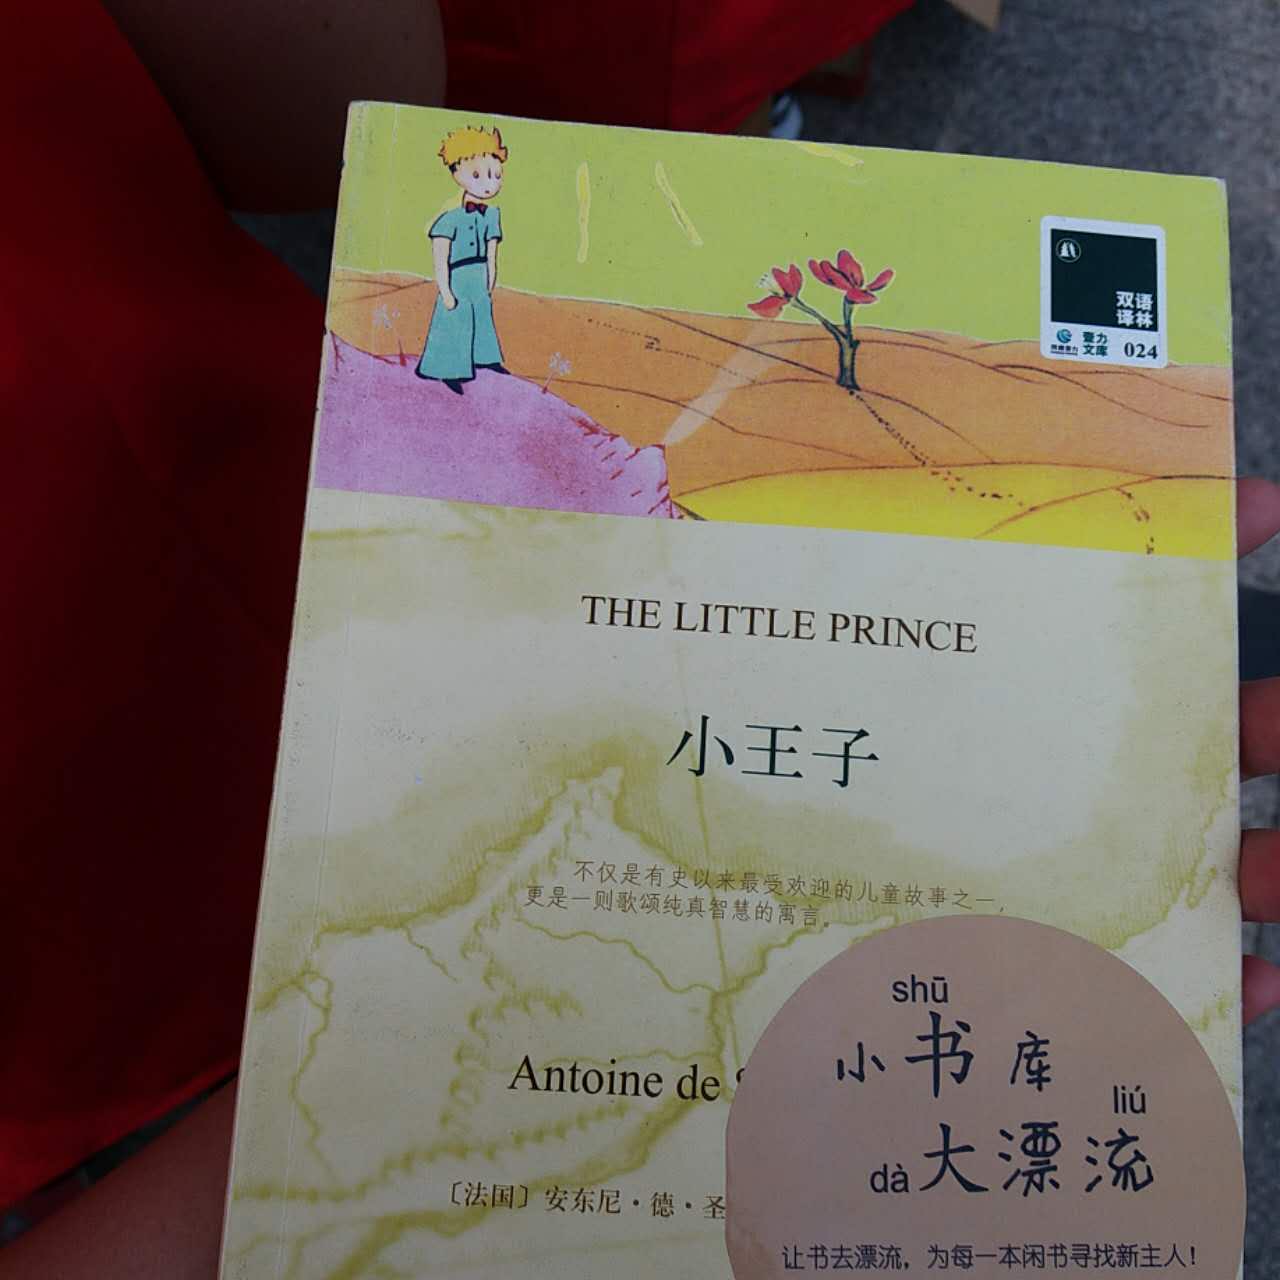 双语
译林
壹力
文库
024
THE LITTLE PRINCE
小王子
不仅是有史以来最受欢迎的儿童故事之一,
更是一则歌颂纯真智慧的寓言。
Antoine de
〔法国〕安东尼·德·圣
shū
小书库
liú
dà大漂流
让书去漂流，为每一本闲书寻找新主人!